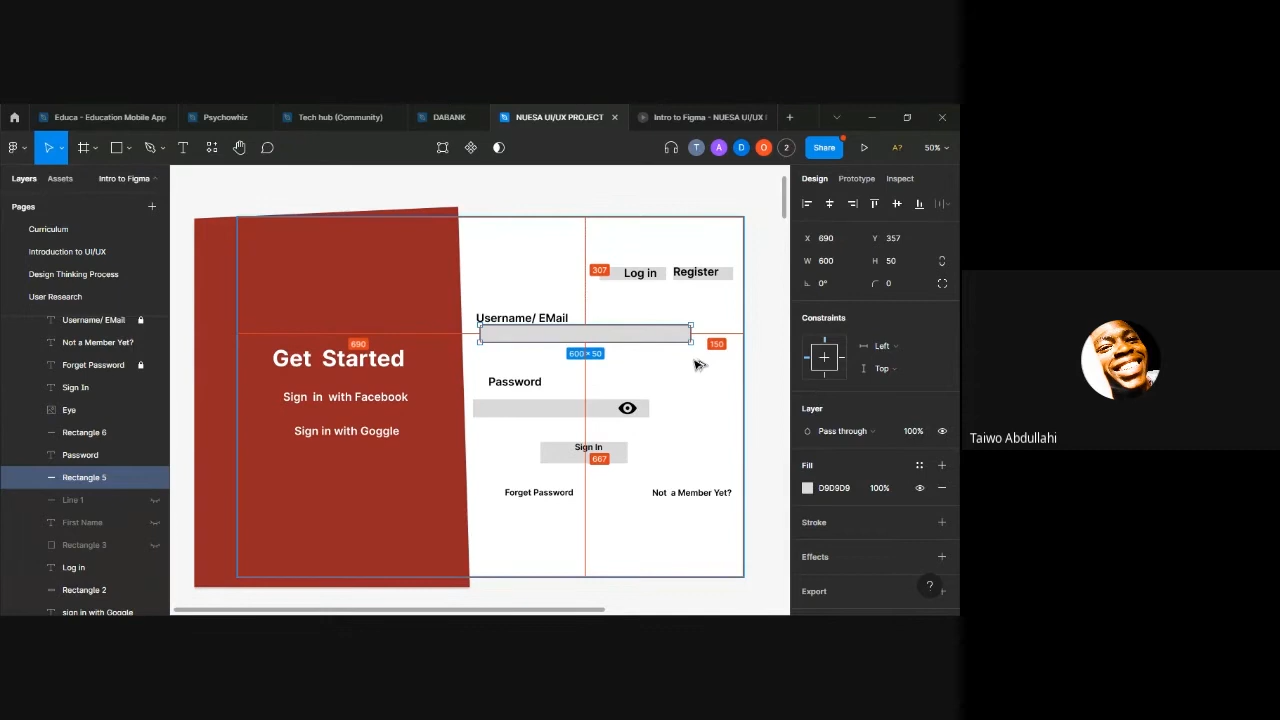 Educa - Education Mobile App
Psychowhiz
Tech hub (Community)
DABANK
NUESA UI/UX PROJECT
Intro to Figma - NUESA UI/UX
T
A
D
O
2
Share
A?
50%
Layers
Assets
Intro to Figma
Design
Prototype
Inspect
Pages
Curriculum
Introduction to UI/UX
Design Thinking Process
User Research
Username/ EMail
Not a Member Yet?
Forget Password
Sign In
Eye
Rectangle 6
Password
Rectangle 5
Line 1
First Name
Rectangle 3
Log in
Rectangle 2
sign in with Goggle
Get Started
Sign in with Facebook
Sign in with Goggle
690
307
Log in
Register
Username/ EMail
150
600 × 50
Password
Sign In
667
Forget Password
Not a Member Yet?
X 690 Y 357
W 600 H 50
0° 0
Constraints
Left
Top
Layer
Pass through 100%
Fill
D9D9D9 100%
Stroke
Effects
Export
?
Taiwo Abdullahi